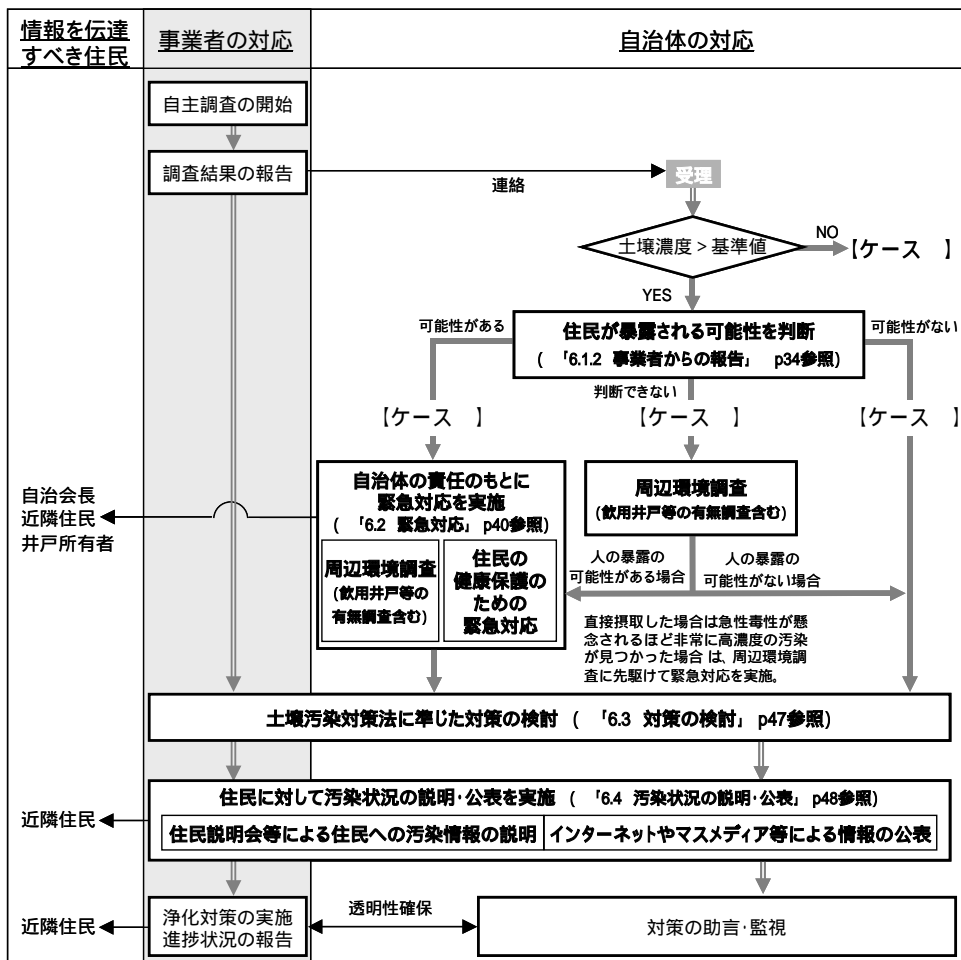 情報を伝達
すべき住民
事業者の対応
自治体の対応
自主調査の開始
調査結果の報告
連絡
受理
土壌濃度 > 基準値
NO
【ケース　】
YES
可能性がある
住民が暴露される可能性を判断
(　「6.1.2 事業者からの報告」　p34参照)
可能性がない
判断できない
【ケース　】
【ケース　】
【ケース　】
自治会長
近隣住民
井戸所有者
自治体の責任のもとに
緊急対応を実施
(　「6.2 緊急対応」 p40参照)
周辺環境調査
(飲用井戸等の
有無調査含む)
住民の
健康保護の
ための
緊急対応
周辺環境調査
(飲用井戸等の有無調査含む)
人の暴露の
可能性がある場合
人の暴露の
可能性がない場合
直接摂取した場合は急性毒性が懸
念されるほど非常に高濃度の汚染
が見つかった場合 は、周辺環境調
査に先駆けて緊急対応を実施。
土壌汚染対策法に準じた対策の検討 (　「6.3 対策の検討」 p47参照)
近隣住民
住民に対して汚染状況の説明・公表を実施 (　「6.4 汚染状況の説明・公表」 p48参照)
住民説明会等による住民への汚染情報の説明
インターネットやマスメディア等による情報の公表
近隣住民
浄化対策の実施
進捗状況の報告
透明性確保
対策の助言・監視